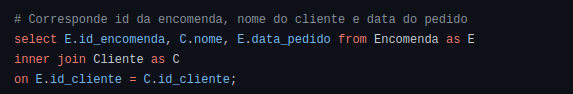 # Corresponde id da encomenda, nome do cliente e data do pedido
select E.id_encomenda, C.nome, E.data_pedido from Encomenda as E
inner join Cliente as C
on E.id_cliente = C.id_cliente;